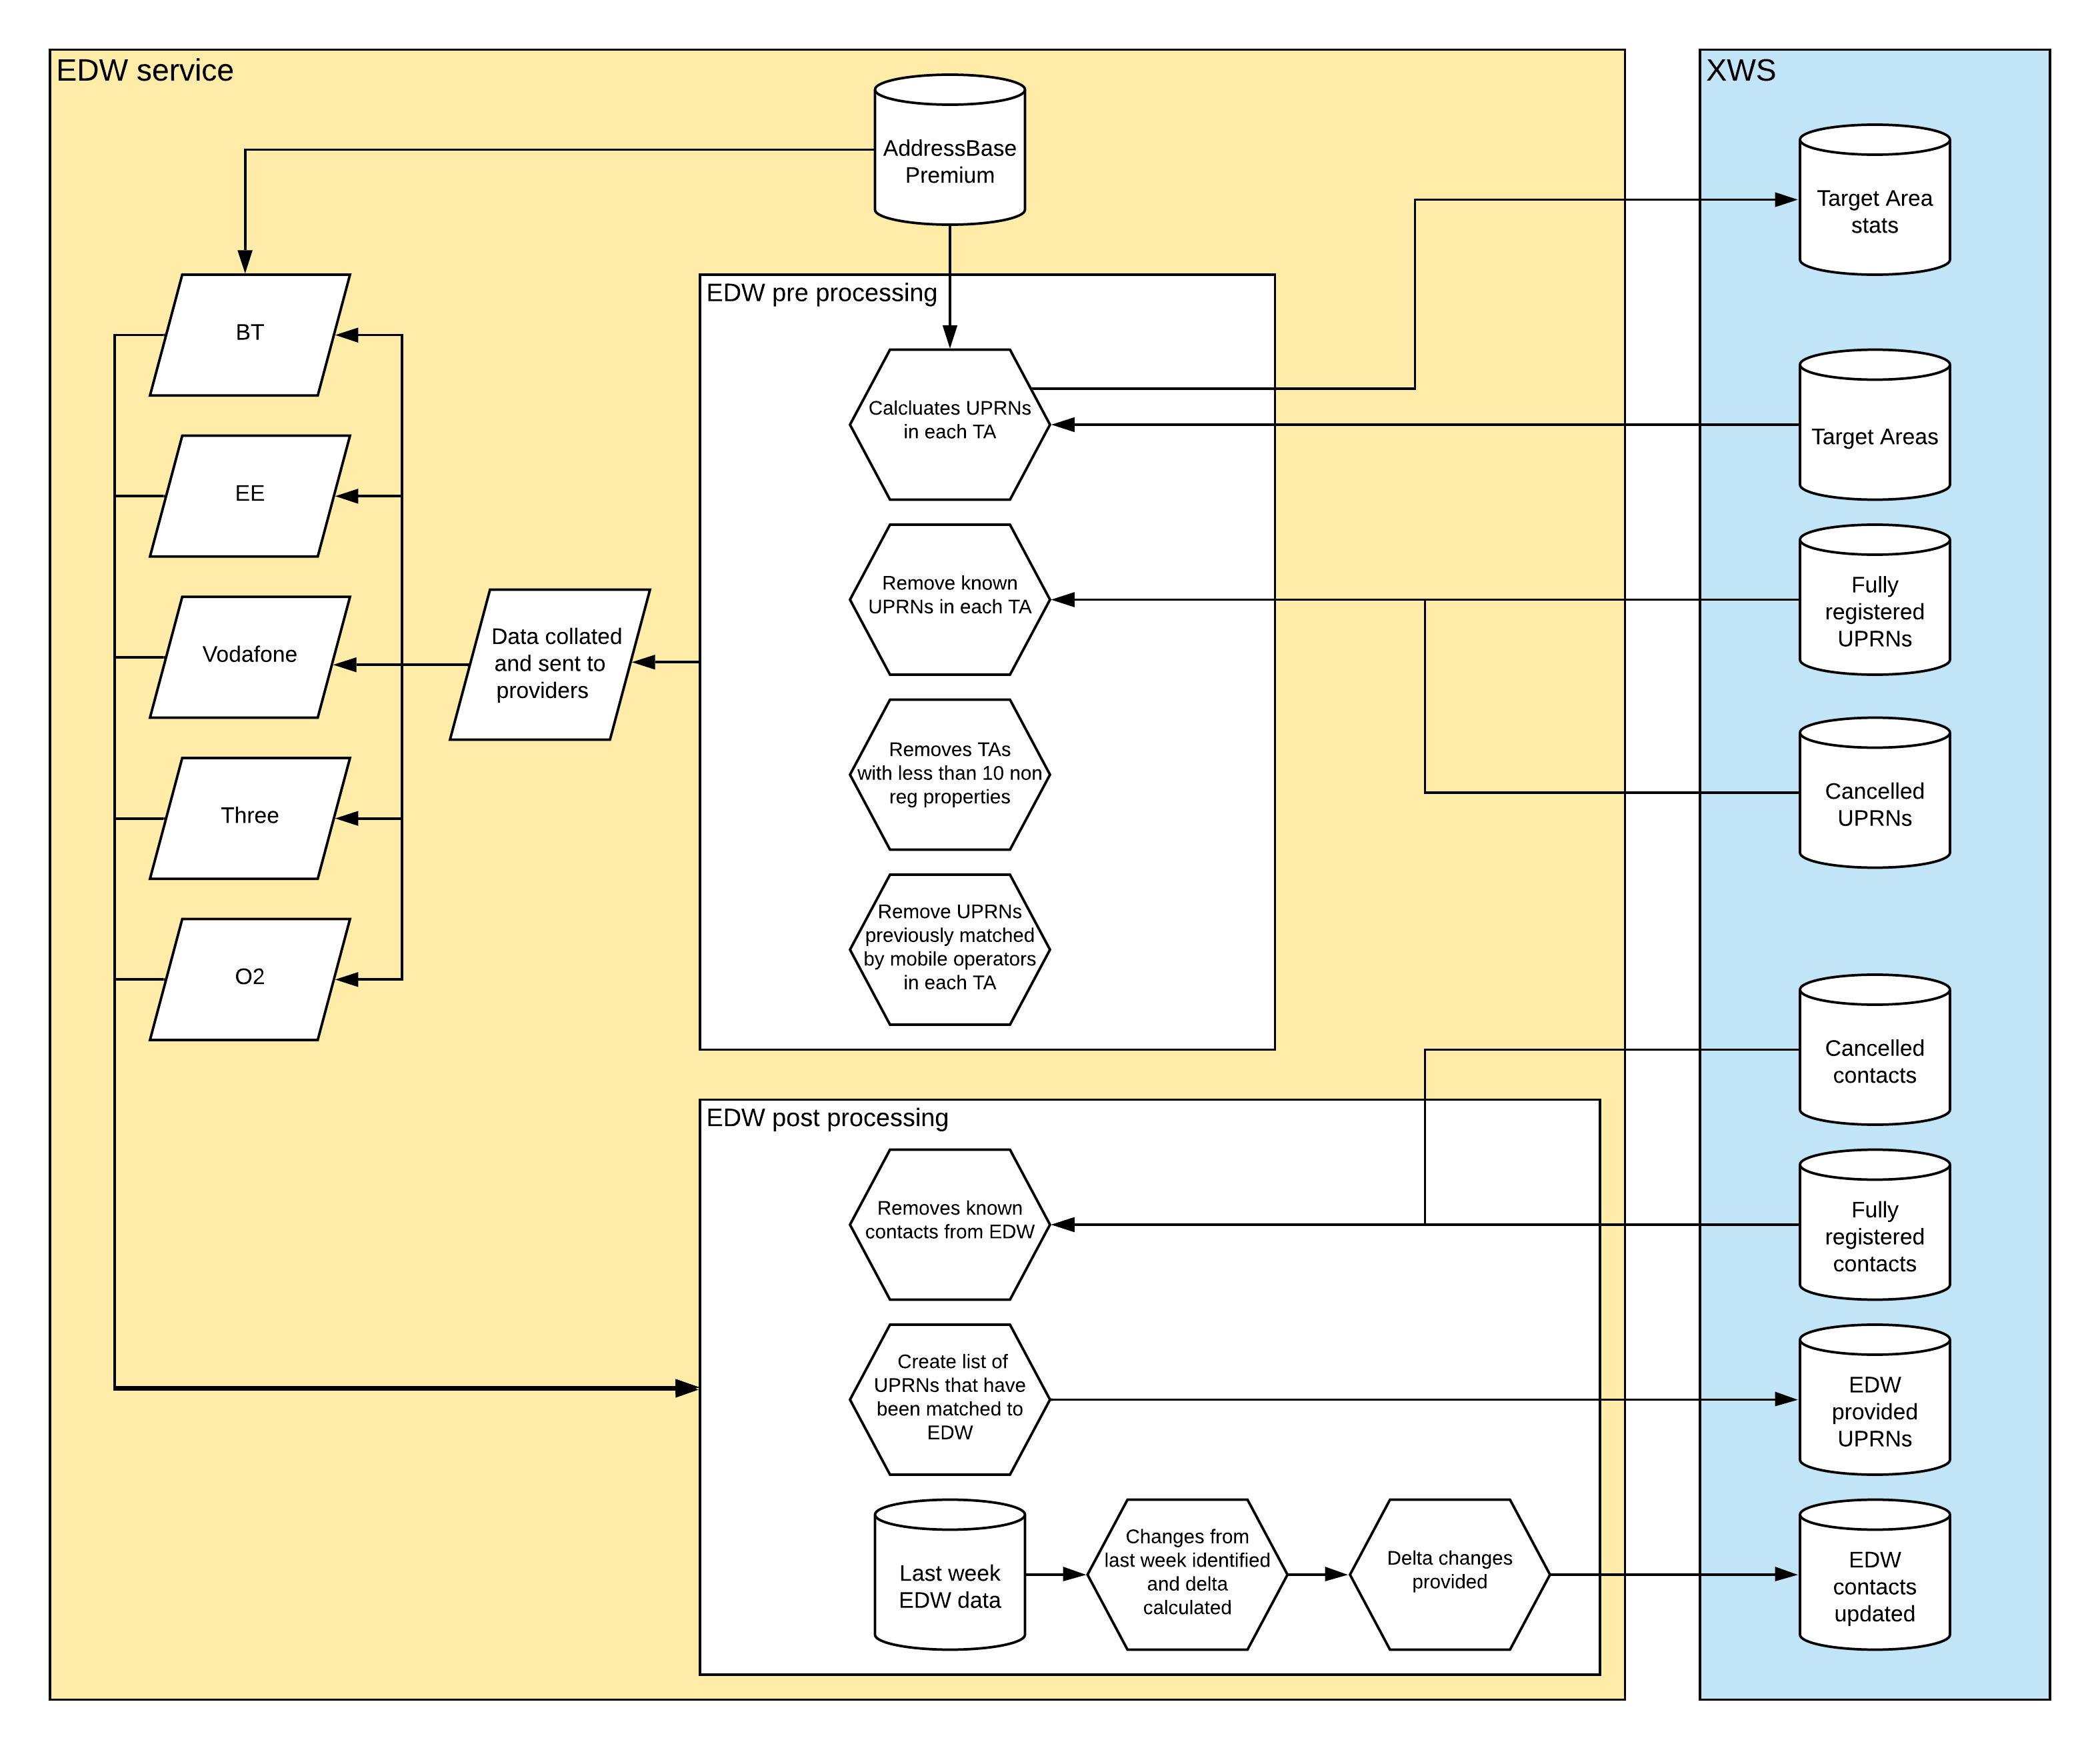 EDW service
AddressBase
Premium
BT
EE
Vodafone
Three
O2
Data collated
and sent to
providers
EDW pre processing
Calcluates UPRNs
in each TA
Remove known
UPRNs in each TA
Removes TAs
with less than 10 non
reg properties
Remove UPRNs
previously matched
by mobile operators
in each TA
EDW post processing
Removes known
contacts from EDW
Create list of
UPRNs that have
been matched to
EDW
Last week
EDW data
Changes from
last week identified
and delta
calculated
Delta changes
provided
XWS
Target Area
stats
Target Areas
Fully
registered
UPRNs
Cancelled
UPRNs
Cancelled
contacts
Fully
registered
contacts
EDW
provided
UPRNs
EDW
contacts
updated